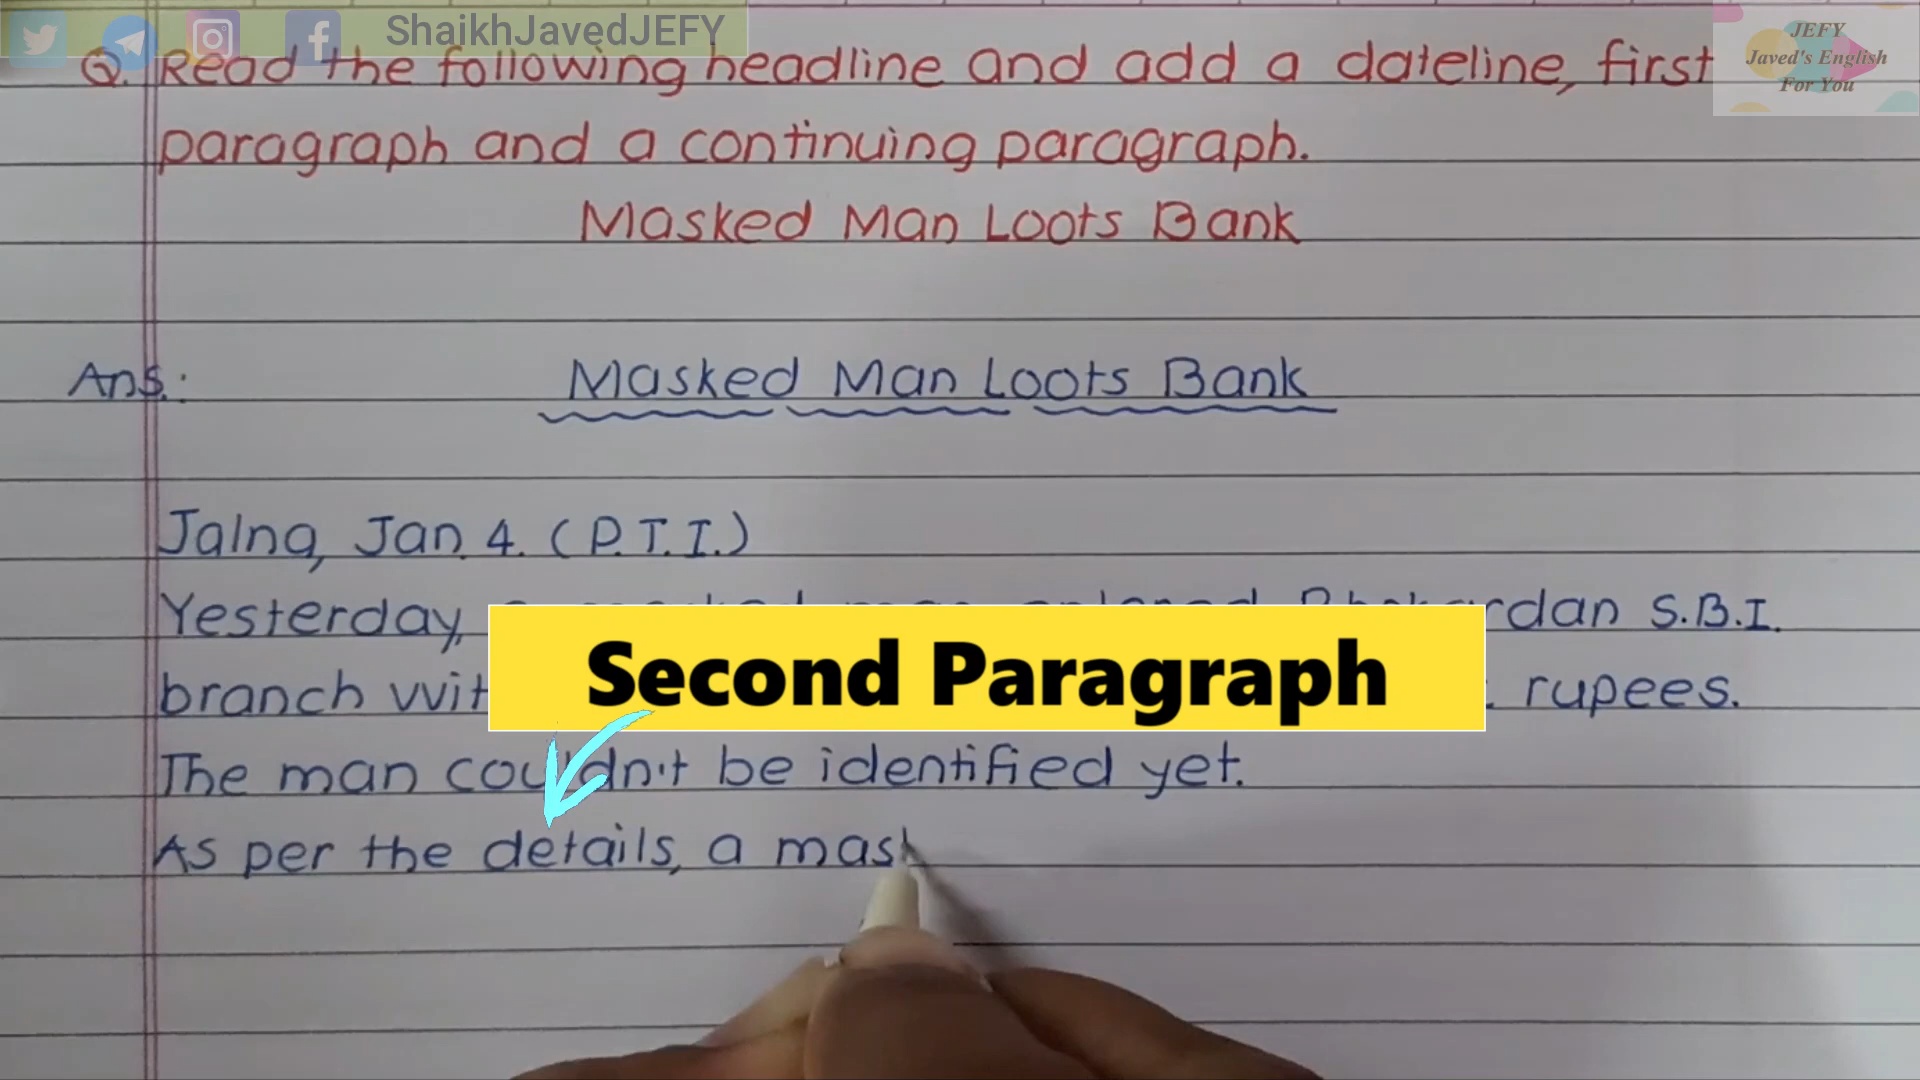 ShaikhJavedJEFY
JEFY
Javed's English
For You
Q. Read the following headline and add a dateline, first
paragraph and a continuing paragraph.
Masked Man Loots Bank
Ans.: Masked Man Loots Bank
Jalna, Jan 4. (P.T.I.)
Yesterday, S.B.I.
branch rupees.
Second Paragraph
The man couldn't be identified yet.
As per the details, a mas